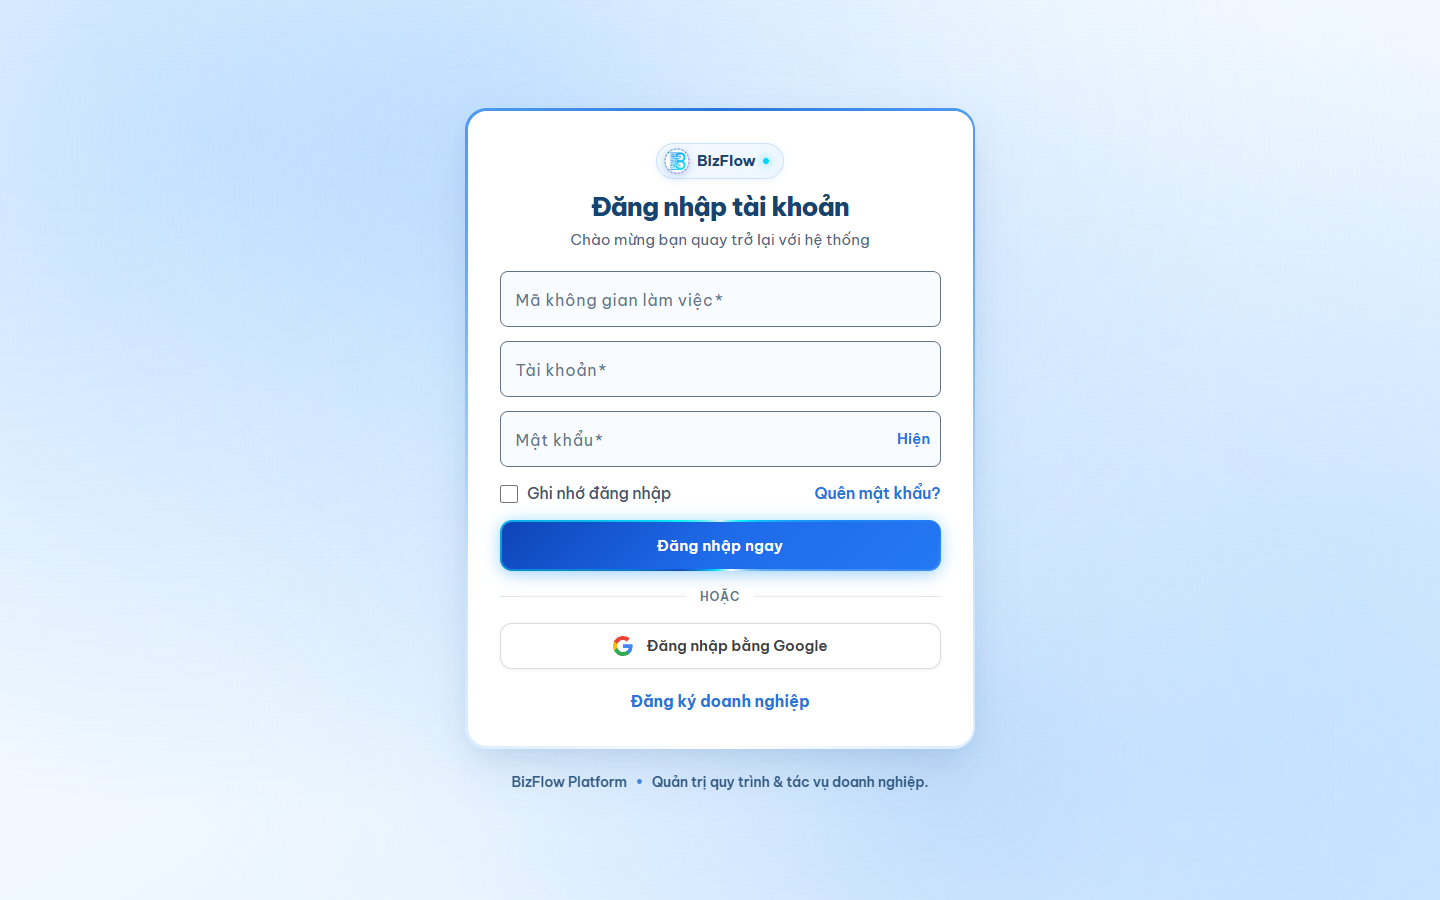 BizFlow
Đăng nhập tài khoản
Chào mừng bạn quay trở lại với hệ thống
Mã không gian làm việc*
Tài khoản*
Mật khẩu*
Hiện
Ghi nhớ đăng nhập
Quên mật khẩu?
Đăng nhập ngay
HOẶC
Đăng nhập bằng Google
Đăng ký doanh nghiệp
BizFlow Platform • Quản trị quy trình & tác vụ doanh nghiệp.